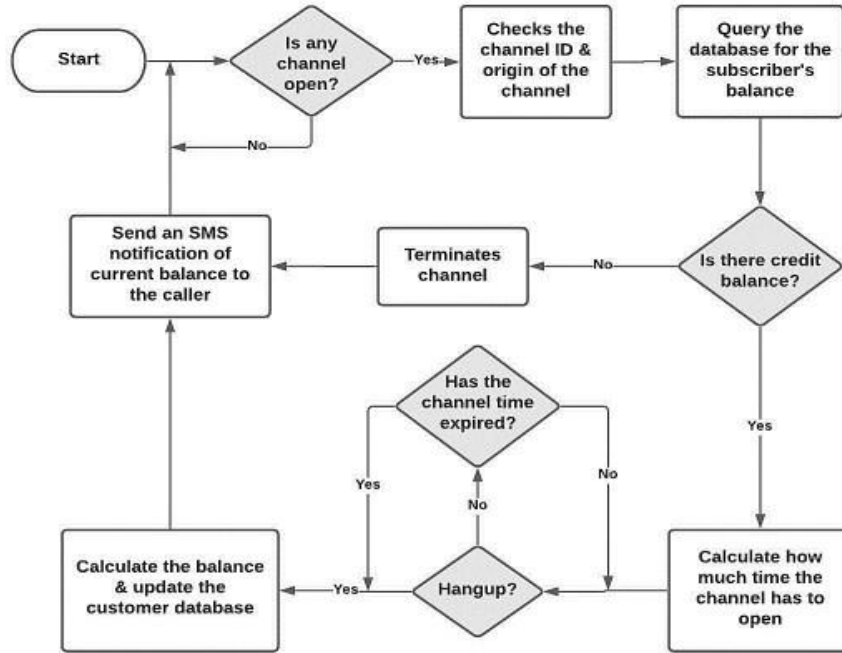 Start
Is any
channel
open?
Yes
Checks the
channel ID &
origin of the
channel
Query the
database for the
subscriber's
balance
No
Send an SMS
notification of
current balance to
the caller
Terminates
channel
No
Is there credit
balance?
Has the
channel time
expired?
Yes
Yes
No
No
Calculate the balance
& update the
customer database
Yes
Hangup?
Calculate how
much time the
channel has to
open